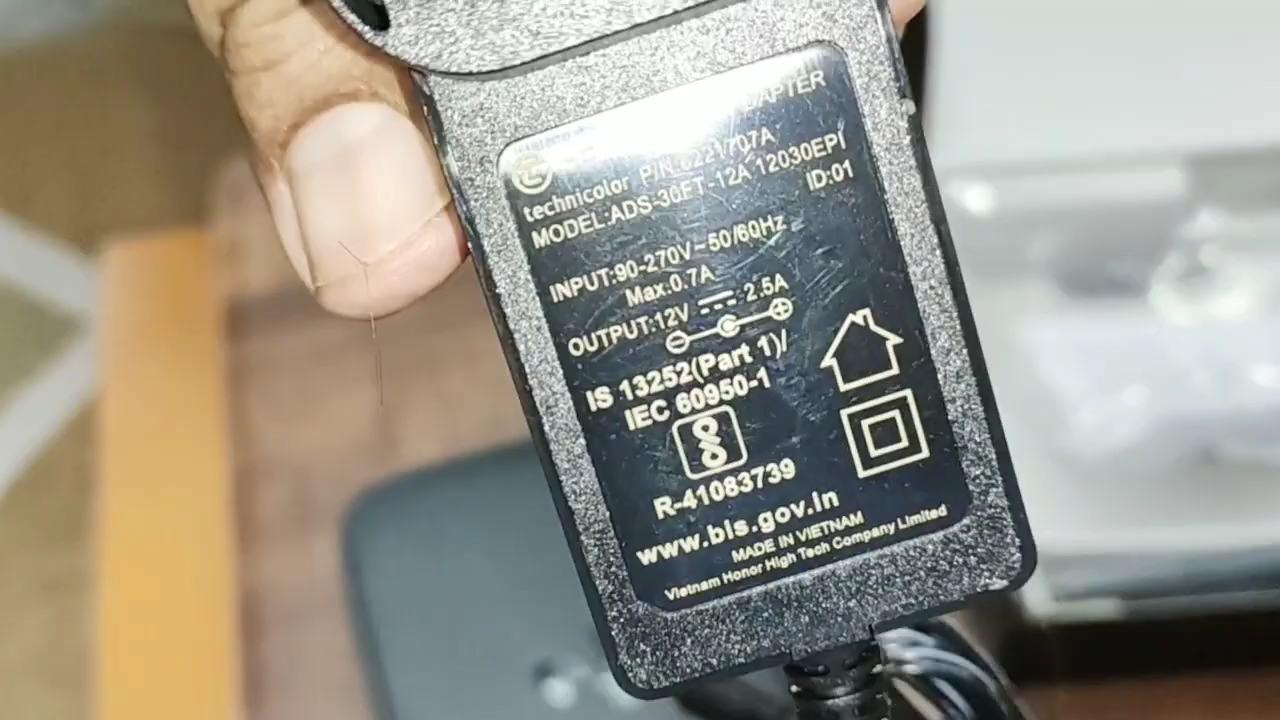 ADAPTER
technicolor P/N:
MODEL:ADS-30FT-12A 12030EPI
ID:01
INPUT:90-270V~50/60Hz
Max.0.7A
OUTPUT:12V 2.5A
IS 13252(Part 1)/
IEC 60950-1
R-41083739
www.bis.gov.in
MADE IN VIETNAM
Vietnam Honor High Tech Company Limited